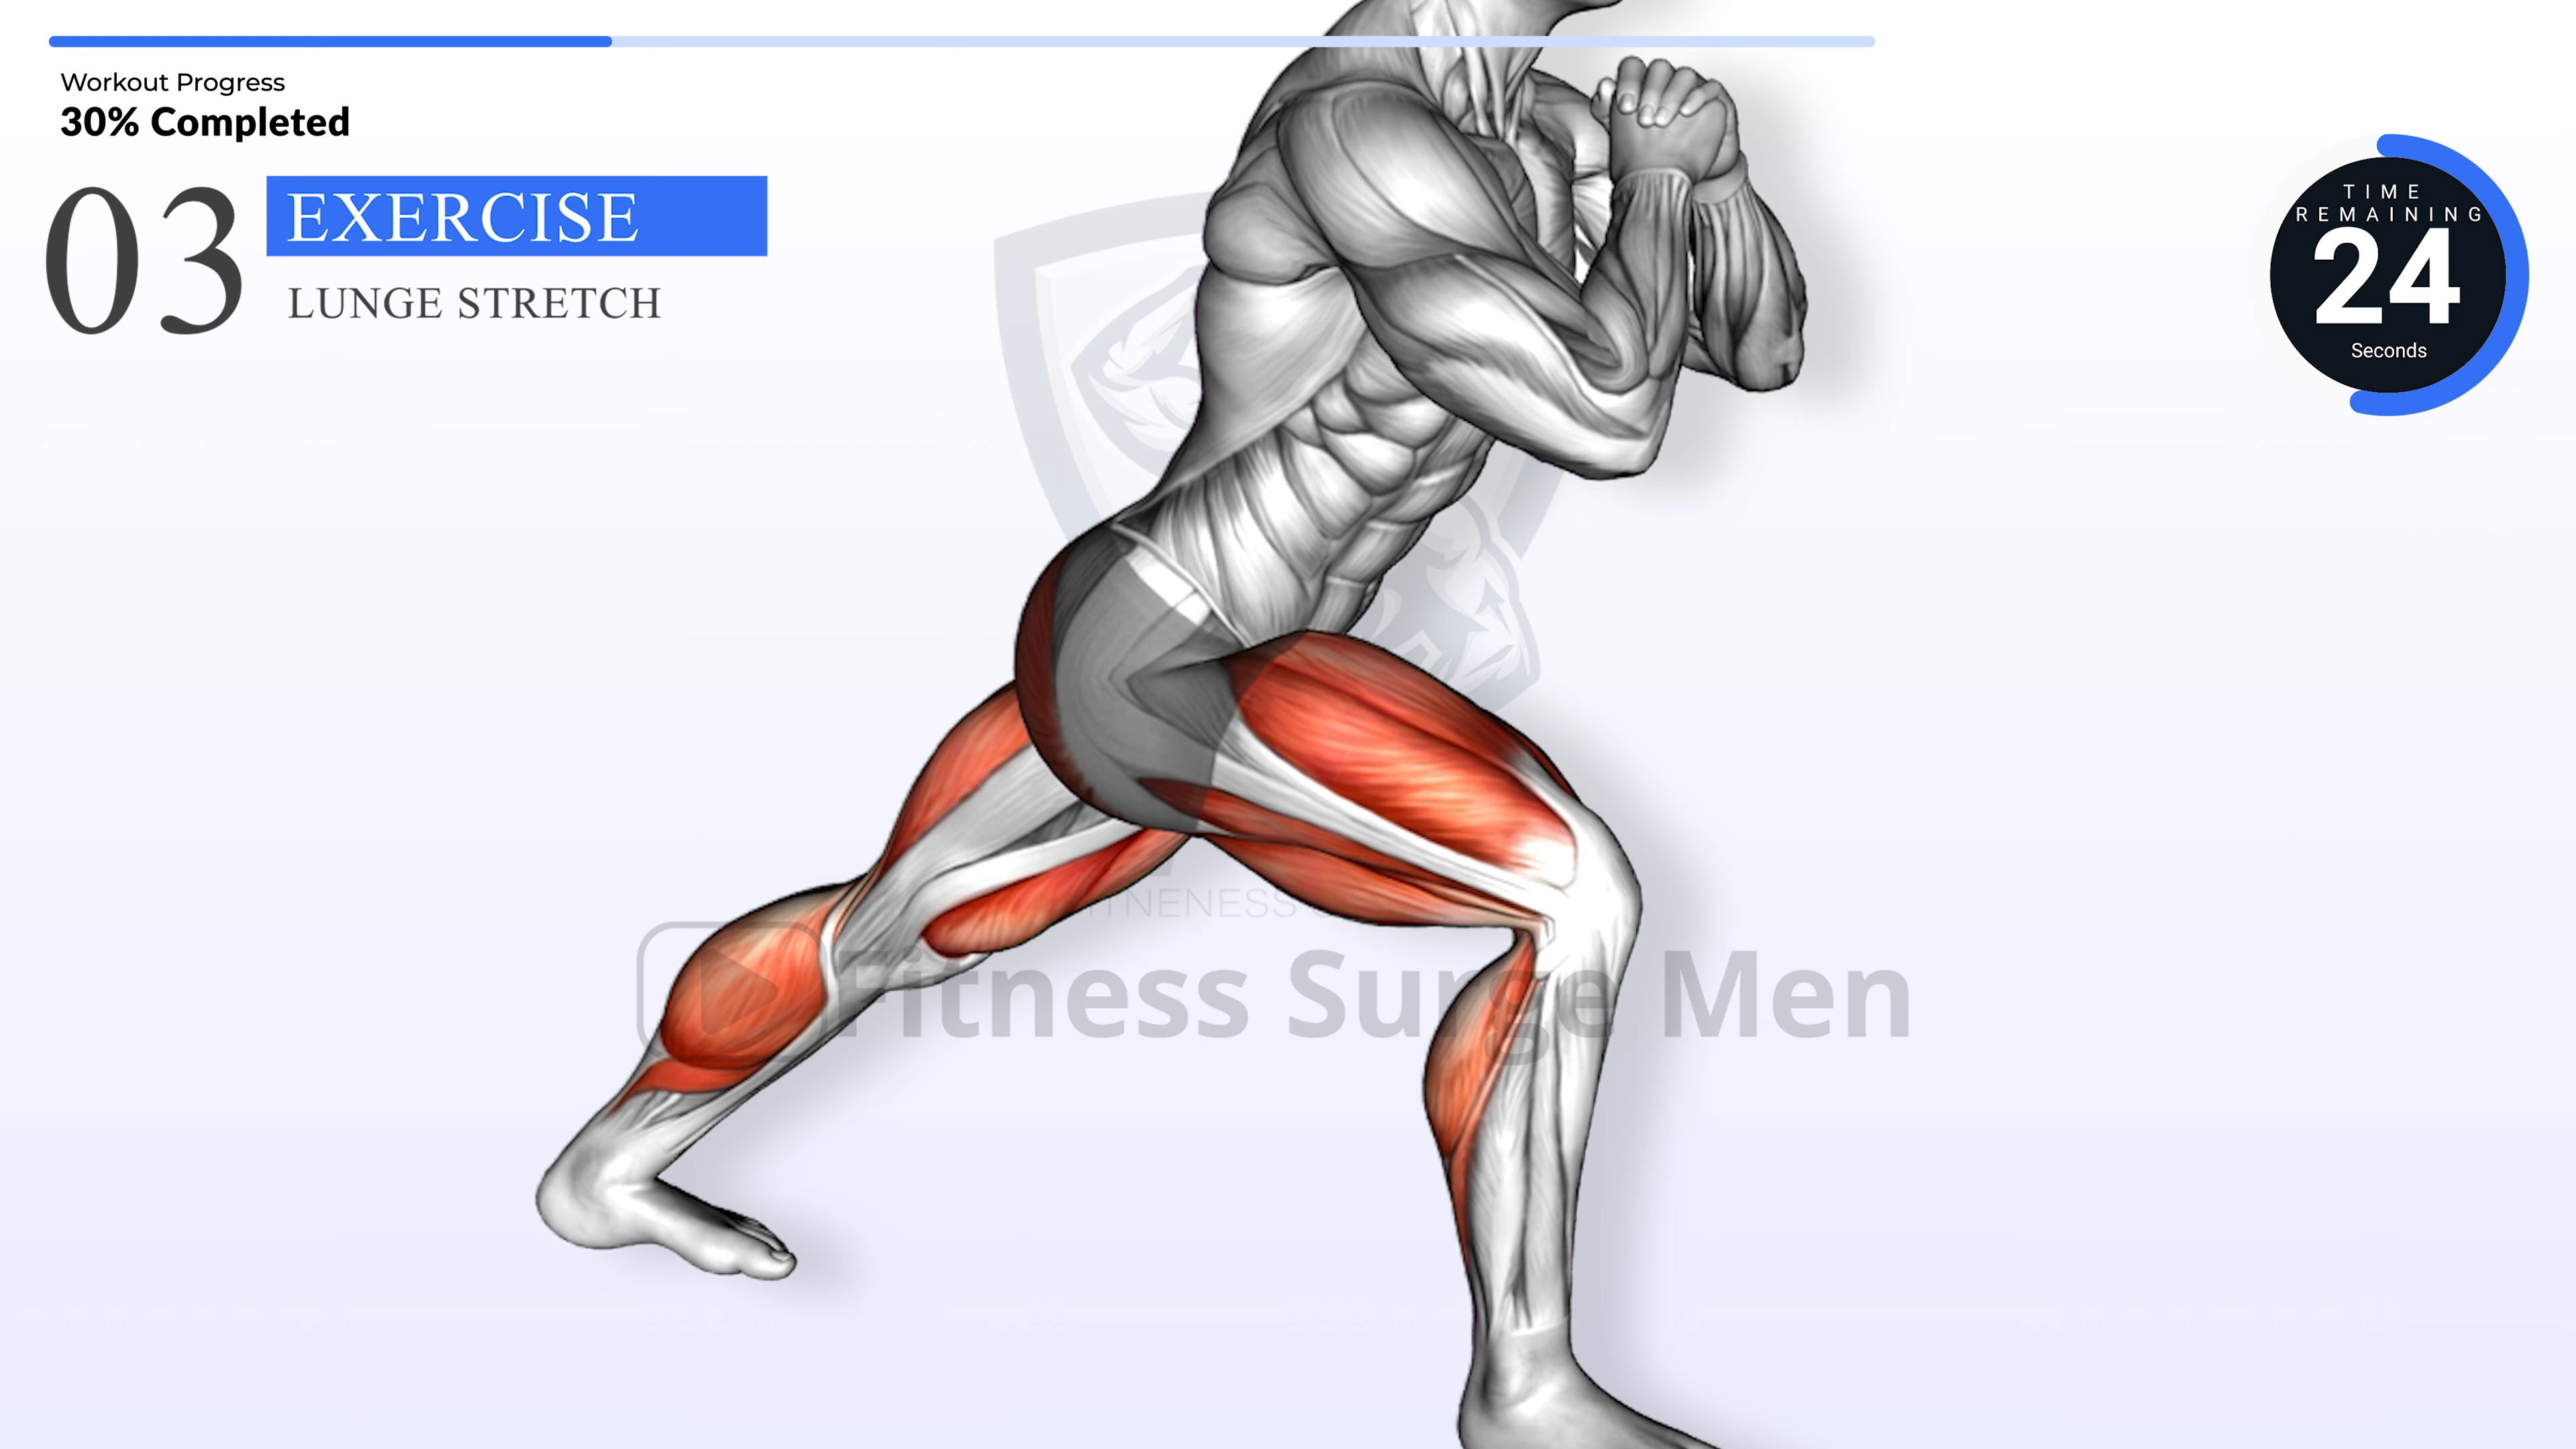 Workout Progress
30% Completed
03
EXERCISE
LUNGE STRETCH
TIME
REMAINING
24
Seconds
Fitness Surge Men